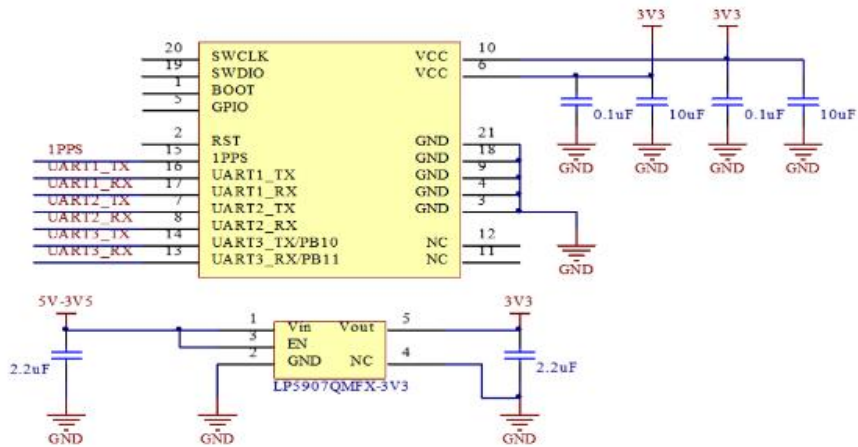 3V3 3V3
20 SWCLK VCC 10
19 SWDIO VCC 6
1 BOOT
5 GPIO
0.1uF 10uF 0.1uF 10uF
2 RST GND 21
1PPS 15 1PPS GND 18
UART1_TX 16 UART1_TX GND 9
UART1_RX 17 UART1_RX GND 4
UART2_TX 7 UART2_TX GND 3
UART2_RX 8 UART2_RX
UART3_TX 14 UART3_TX/PB10 NC 12
UART3_RX 13 UART3_RX/PB11 NC 11
GND GND GND GND
GND
5V-3V5 3V3
1 Vin Vout 5
3 EN
2 GND NC 4
2.2uF 2.2uF
LP5907QMFX-3V3
GND GND GND